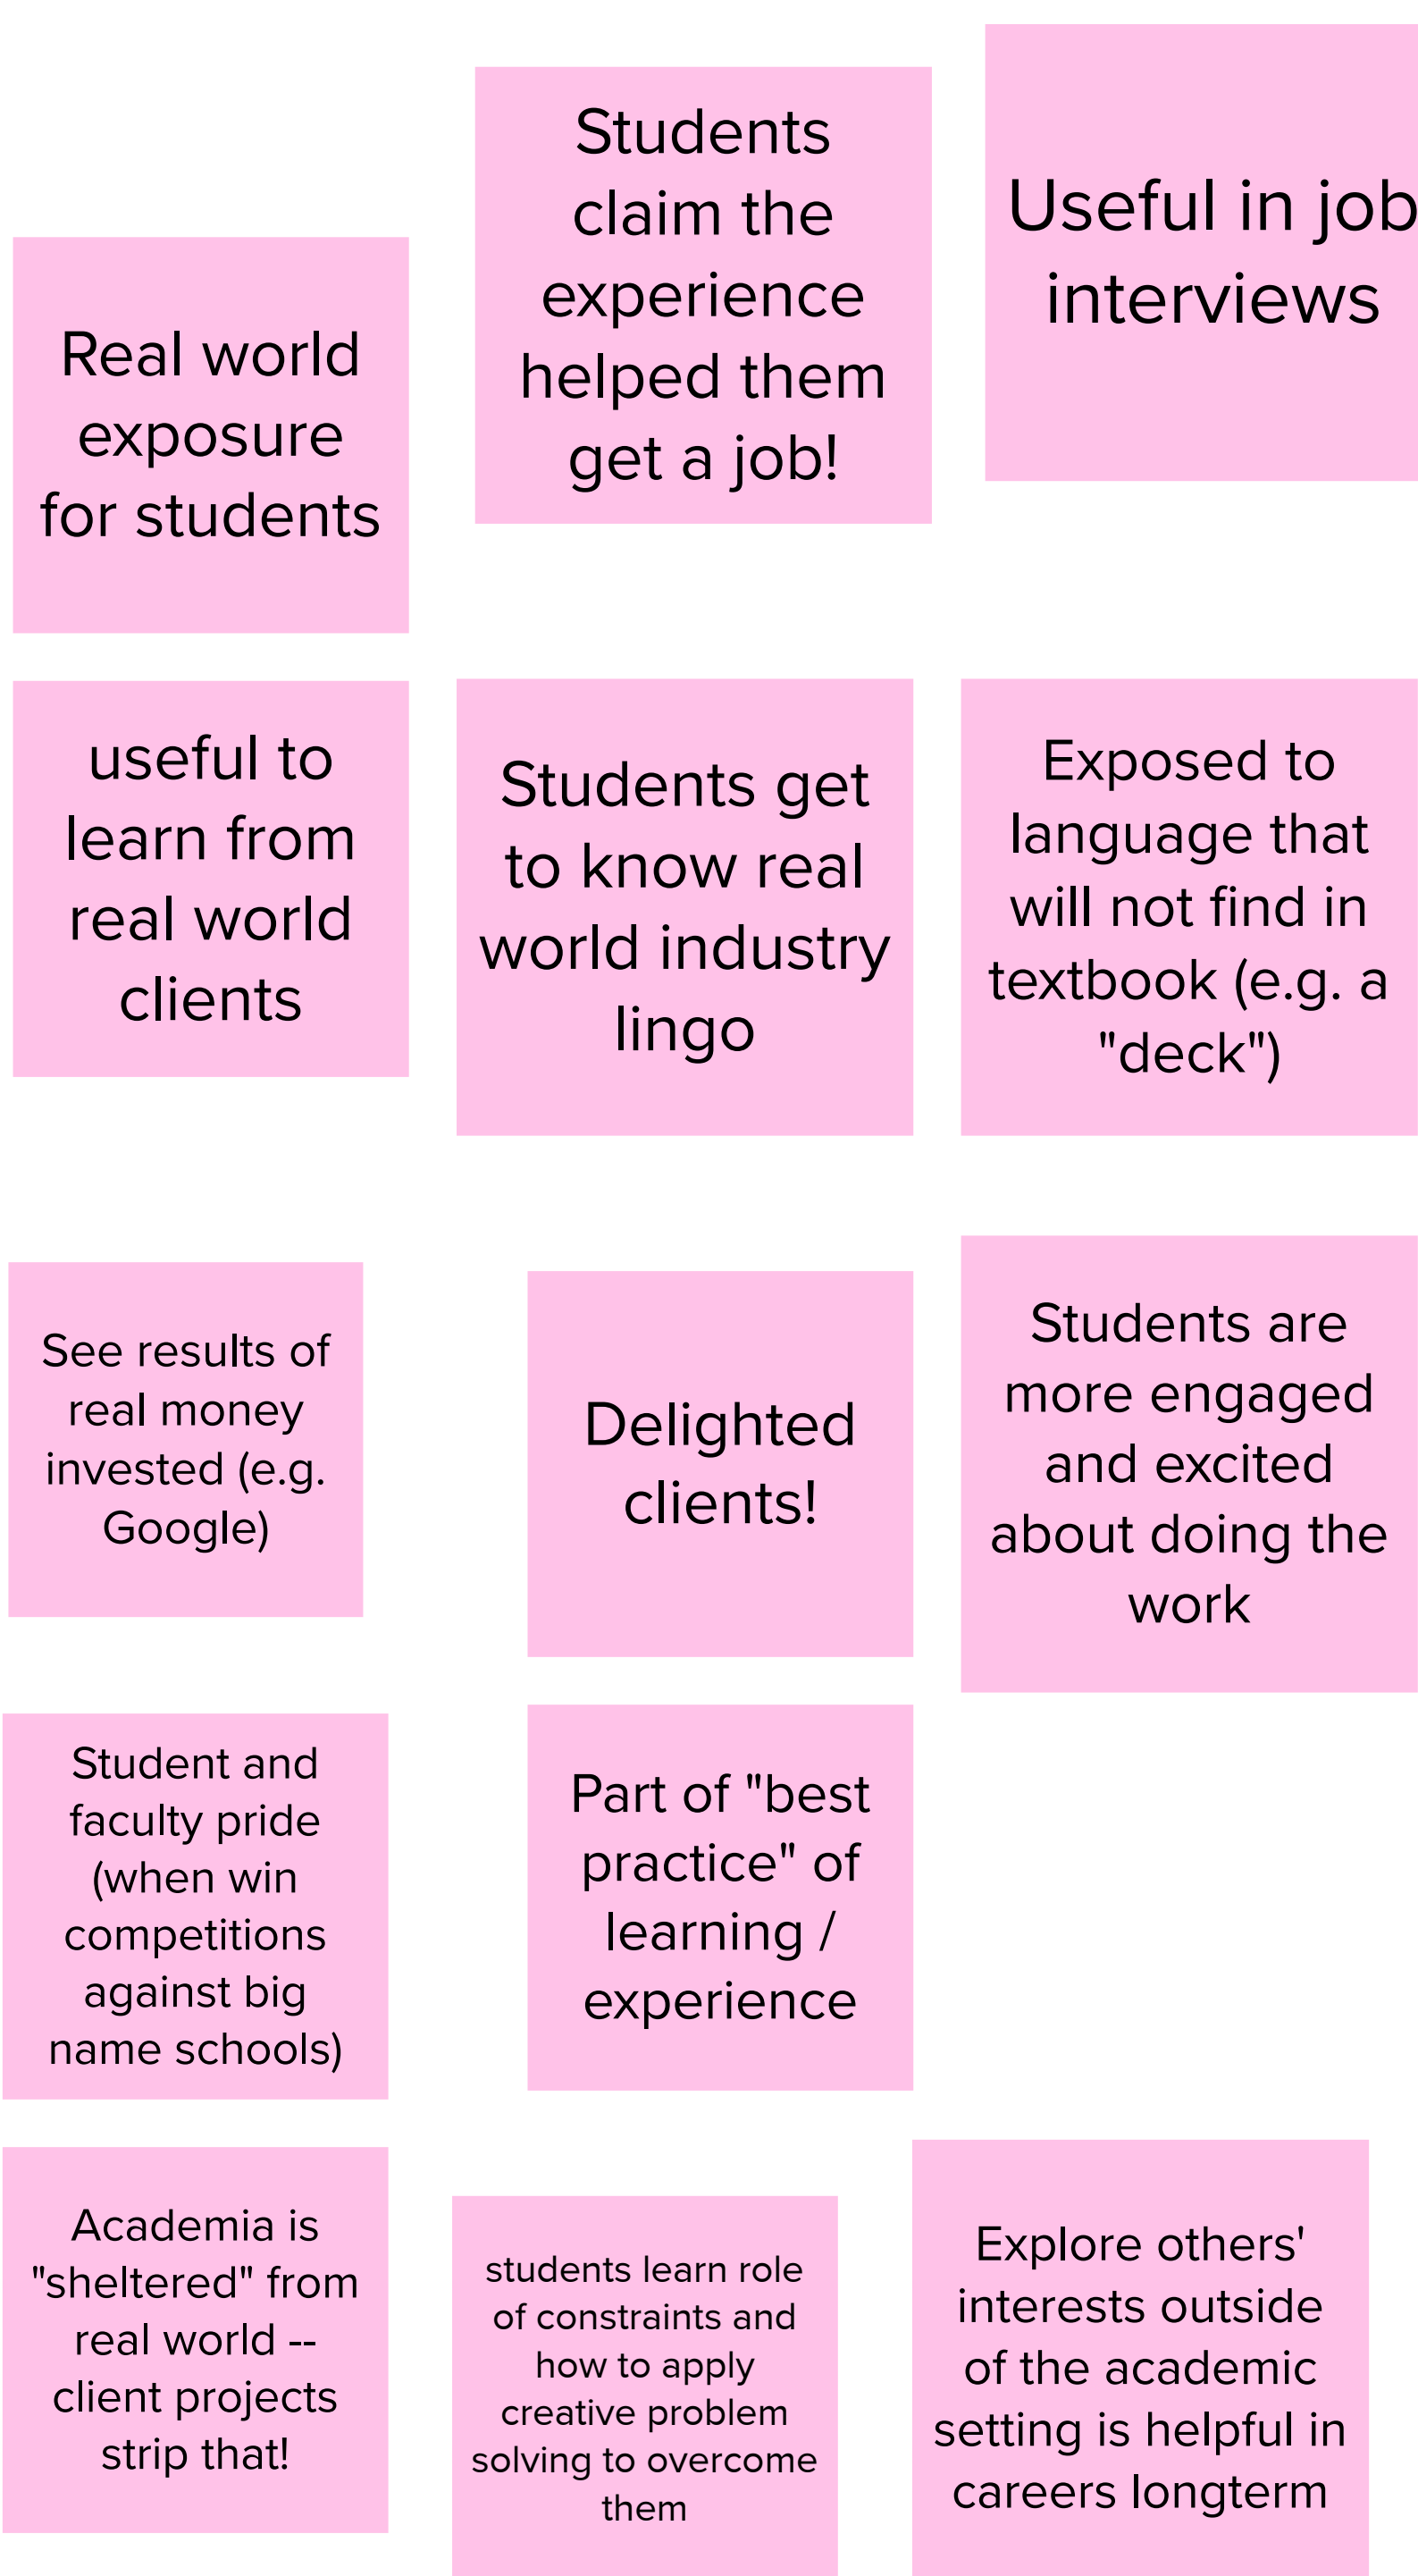 Real world
exposure
for students
Students
claim the
experience
helped them
get a job!
Useful in job
interviews
useful to
learn from
real world
clients
Students get
to know real
world industry
lingo
Exposed to
language that
will not find in
textbook (e.g. a
"deck")
See results of
real money
invested (e.g.
Google)
Delighted
clients!
Students are
more engaged
and excited
about doing the
work
Student and
faculty pride
(when win
competitions
against big
name schools)
Part of "best
practice" of
learning /
experience
Academia is
"sheltered" from
real world --
client projects
strip that!
students learn role
of constraints and
how to apply
creative problem
solving to overcome
them
Explore others'
interests outside
of the academic
setting is helpful in
careers longterm